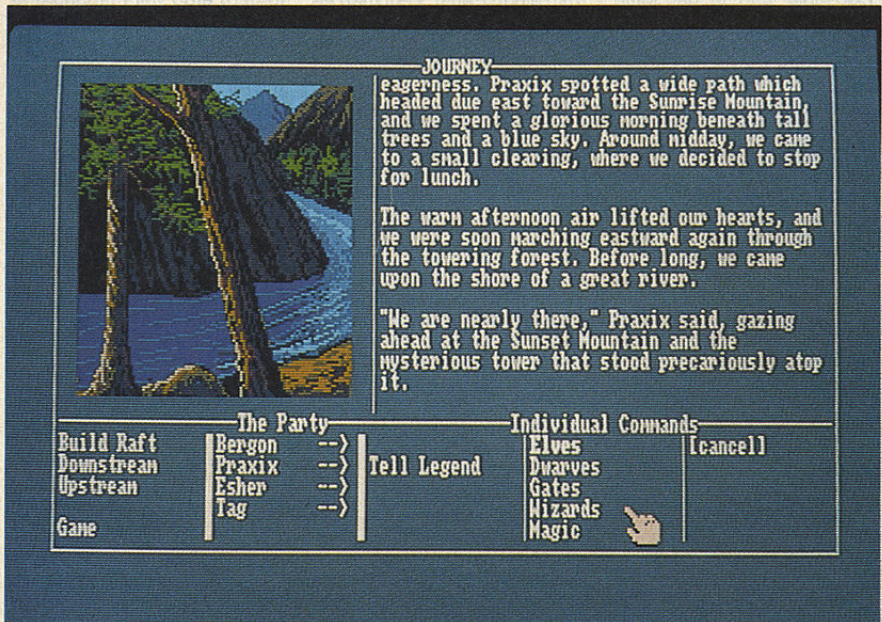 JOURNEY
eagerness. Praxix spotted a wide path which
headed due east toward the Sunrise Mountain,
and we spent a glorious morning beneath tall
trees and a blue sky. Around midday, we came
to a small clearing, where we decided to stop
for lunch.
The warm afternoon air lifted our hearts, and
we were soon marching eastward again through
the towering forest. Before long, we came
upon the shore of a great river.
"We are nearly there," Praxix said, gazing
ahead at the Sunset Mountain and the
mysterious tower that stood precariously atop
it.
The Party
Individual Commands
Build Raft
Downstream
Upstream
Game
Bergon -->
Praxix -->
Esher -->
Tag -->
Tell Legend
Elves
Dwarves
Gates
Wizards
Magic
[cancel]